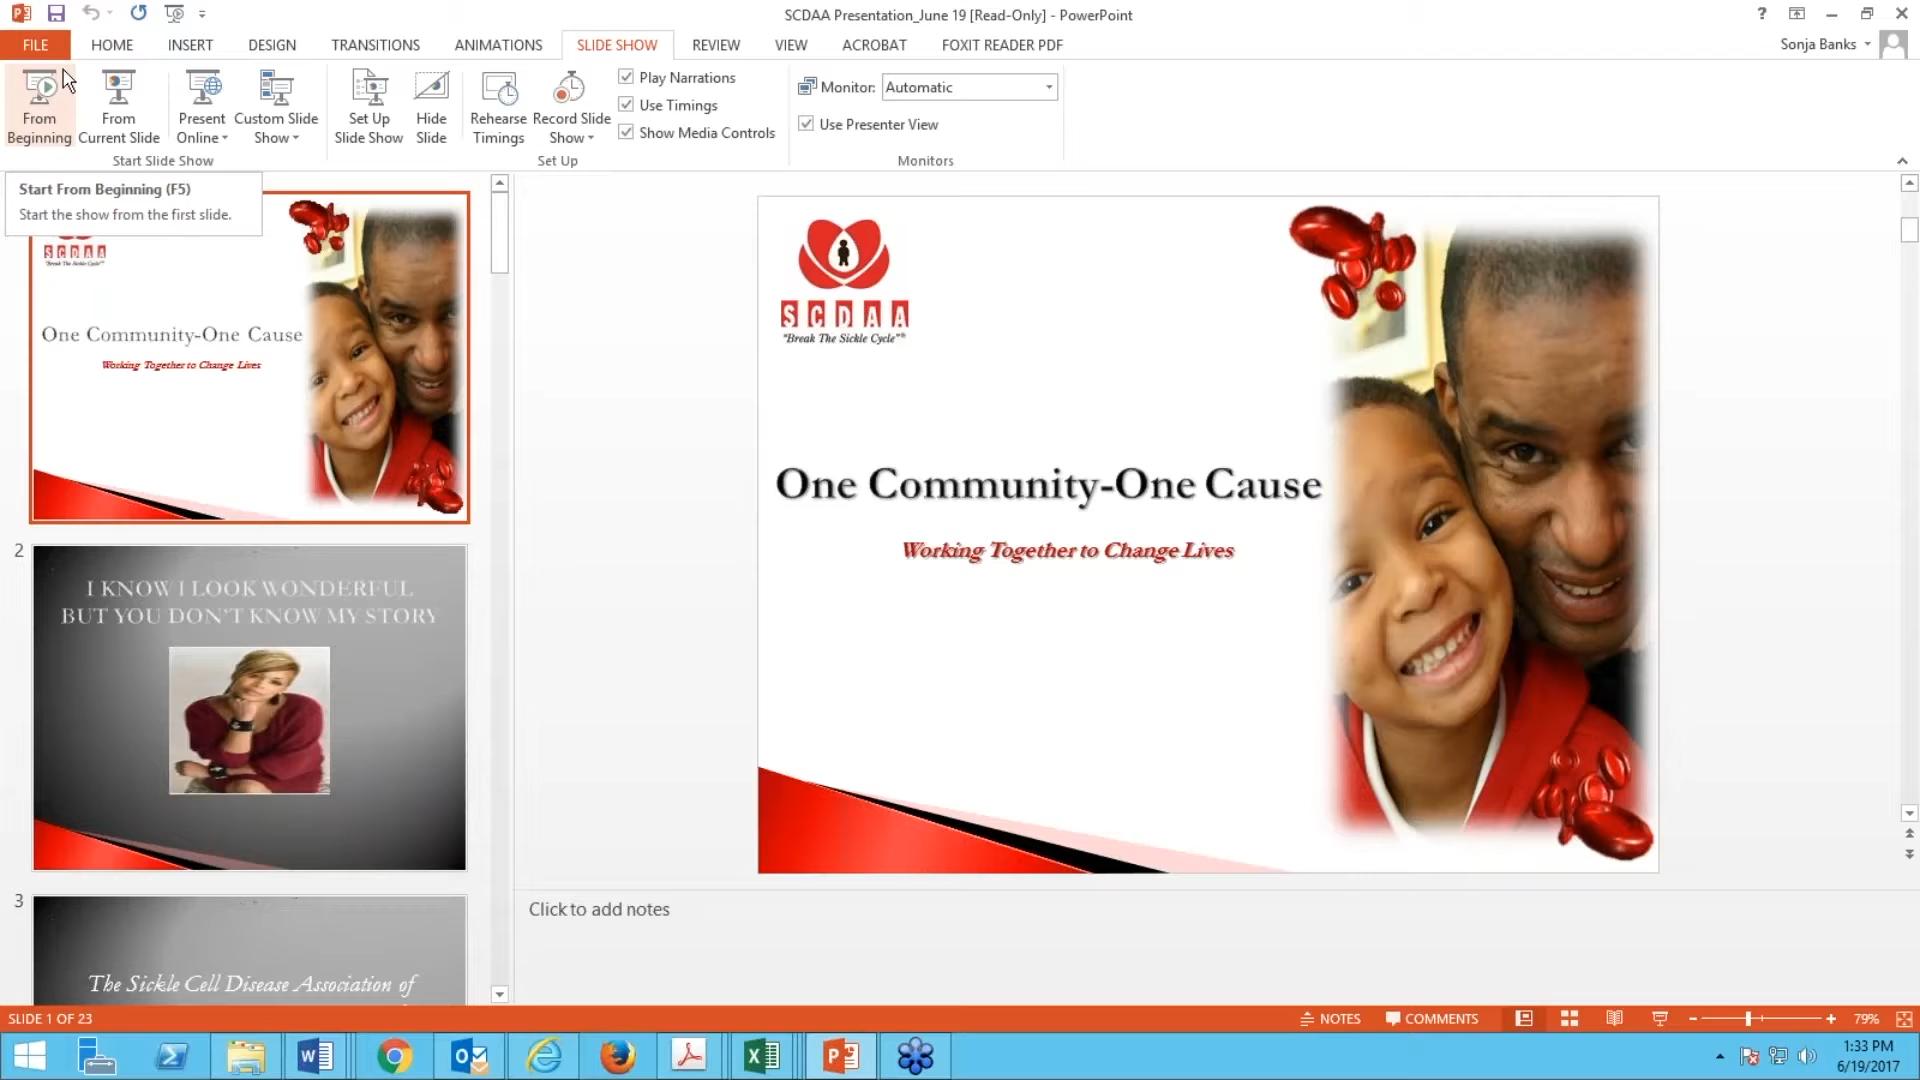 SCDAA Presentation_June 19 [Read-Only] - PowerPoint
?
FILE
HOME
INSERT
DESIGN
TRANSITIONS
ANIMATIONS
SLIDE SHOW
REVIEW
VIEW
ACROBAT
FOXIT READER PDF
Sonja Banks
From
Beginning
From
Current Slide
Present
Online
Custom Slide
Show
Start Slide Show
Set Up
Slide Show
Hide
Slide
Rehearse
Timings
Record Slide
Show
Play Narrations
Use Timings
Show Media Controls
Set Up
Monitor: Automatic
Use Presenter View
Monitors
Start From Beginning (F5)
Start the show from the first slide.
SCDAA
"Break The Sickle Cycle"
One Community-One Cause
Working Together to Change Lives
2
I KNOW I LOOK WONDERFUL
BUT YOU DON'T KNOW MY STORY
3
The Sickle Cell Disease Association of
SCDAA
"Break The Sickle Cycle"®
One Community-One Cause
Working Together to Change Lives
Click to add notes
SLIDE 1 OF 23
NOTES
COMMENTS
79%
1:33 PM
6/19/2017